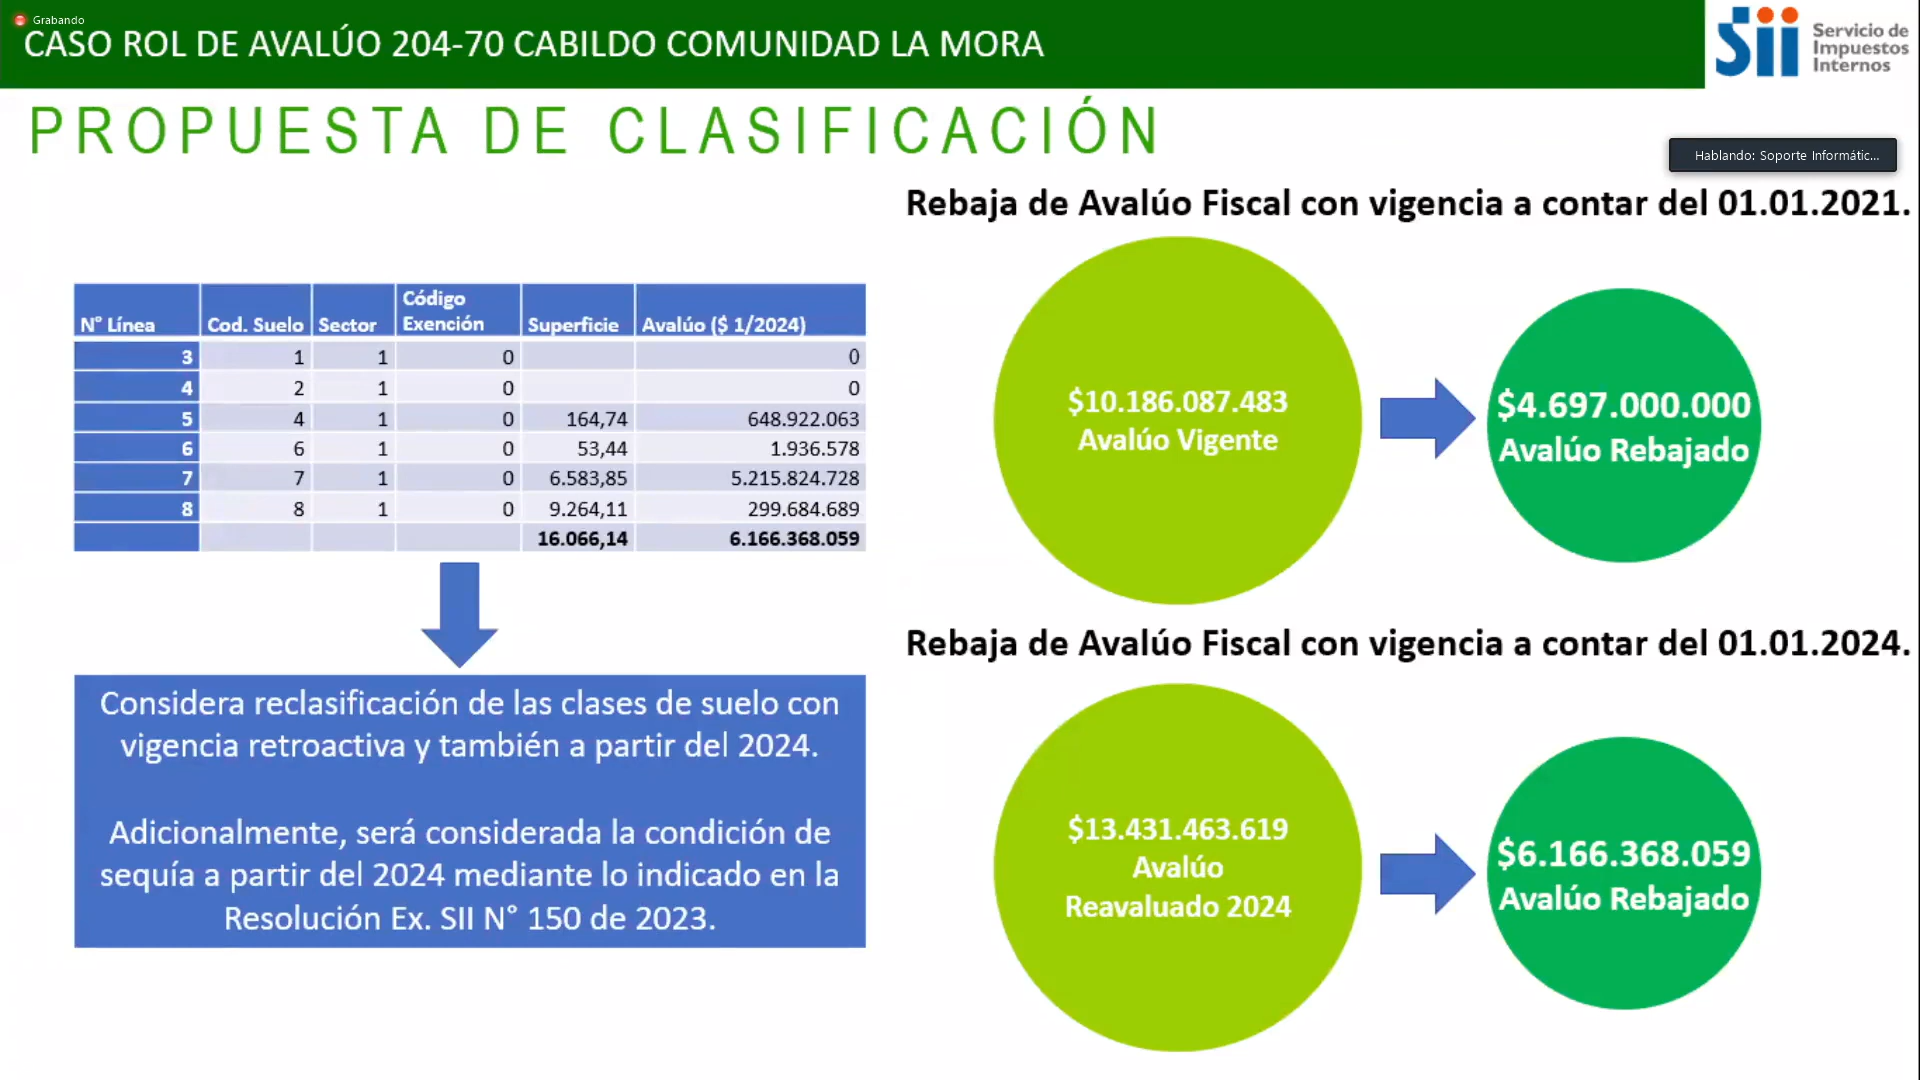 Grabando
CASO ROL DE AVALÚO 204-70 CABILDO COMUNIDAD LA MORA
Sii Servicio de
Impuestos
Internos
PROPUESTA DE CLASIFICACIÓN
Hablando: Soporte Informátic...
Rebaja de Avalúo Fiscal con vigencia a contar del 01.01.2021.
N° Línea Cod. Suelo Sector Código Exención Superficie Avalúo ($ 1/2024)
3 1 1 0 0
4 2 1 0 0
5 4 1 0 164,74 648.922.063
6 6 1 0 53,44 1.936.578
7 7 1 0 6.583,85 5.215.824.728
8 8 1 0 9.264,11 299.684.689
16.066,14 6.166.368.059
$10.186.087.483
Avalúo Vigente
$4.697.000.000
Avalúo Rebajado
Considera reclasificación de las clases de suelo con
vigencia retroactiva y también a partir del 2024.
Adicionalmente, será considerada la condición de
sequía a partir del 2024 mediante lo indicado en la
Resolución Ex. SII N° 150 de 2023.
Rebaja de Avalúo Fiscal con vigencia a contar del 01.01.2024.
$13.431.463.619
Avalúo
Reavaluado 2024
$6.166.368.059
Avalúo Rebajado